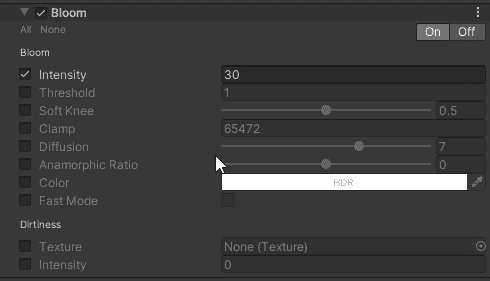 Bloom
All None
On Off
Bloom
Intensity 30
Threshold 1
Soft Knee 0.5
Clamp 65472
Diffusion 7
Anamorphic Ratio 0
Color HDR
Fast Mode
Dirtiness
Texture None (Texture)
Intensity 0